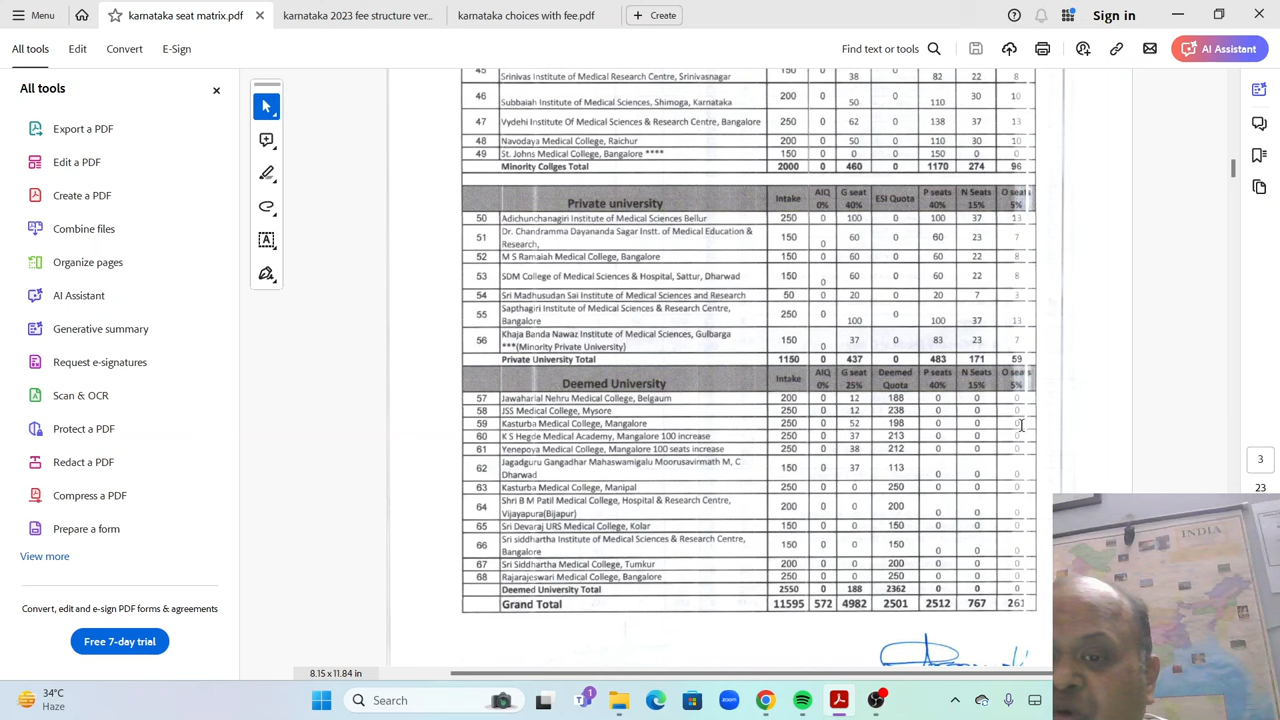 Menu karnataka seat matrix.pdf karnataka 2023 fee structure ver... karnataka choices with fee.pdf Create Sign in
All tools Edit Convert E-Sign Find text or tools AI Assistant
All tools
Export a PDF
Edit a PDF
Create a PDF
Combine files
Organize pages
AI Assistant
Generative summary
Request e-signatures
Scan & OCR
Protect a PDF
Redact a PDF
Compress a PDF
Prepare a form
View more
Convert, edit and e-sign PDF forms & agreements
Free 7-day trial
45 Srinivas Institute of Medical Research Centre, Srinivasnagar 150 0 38 82 22 8
46 Subbaiah Institute of Medical Sciences, Shimoga, Karnataka 200 0 50 110 30 10
47 Vydehi Institute Of Medical Sciences & Research Centre, Bangalore 250 0 62 138 37 13
48 Navodaya Medical College, Raichur 200 0 50 110 30 10
49 St. Johns Medical College, Bangalore **** 150 0 0 150 0 0
Minority Collges Total 2000 0 460 1170 274 96
Private university Intake AIQ 0% G seat 40% ESI Quota P seats 40% N Seats 15% O seats 5%
50 Adichunchanagiri Institute of Medical Sciences Bellur 250 0 100 0 100 37 13
51 Dr. Chandramma Dayananda Sagar Instt. of Medical Education &
Research, 150 0 60 0 60 23 7
52 M S Ramaiah Medical College, Bangalore 150 0 60 0 60 22 8
53 SDM College of Medical Sciences & Hospital, Sattur, Dharwad 150 0 60 0 60 22 8
54 Sri Madhusudan Sai Institute of Medical Sciences and Research 50 0 20 0 20 7 3
55 Sapthagiri Institute of Medical Sciences & Research Centre,
Bangalore 250 0 100 0 100 37 13
56 Khaja Banda Nawaz Institute of Medical Sciences, Gulbarga
***(Minority Private University) 150 0 37 0 83 23 7
Private University Total 1150 0 437 0 483 171 59
Deemed University Intake AIQ 0% G seat 25% Deemed Quota P seats 40% N Seats 15% O seats 5%
57 Jawaharlal Nehru Medical College, Belgaum 200 0 12 188 0 0 0
58 JSS Medical College, Mysore 250 0 12 238 0 0 0
59 Kasturba Medical College, Mangalore 250 0 52 198 0 0 0
60 K S Hegde Medical Academy, Mangalore 100 increase 250 0 37 213 0 0 0
61 Yenepoya Medical College, Mangalore 100 seats increase 250 0 38 212 0 0 0
62 Jagadguru Gangadhar Mahaswamigalu Moorusavirmath M, C
Dharwad 150 0 37 113 0 0 0
63 Kasturba Medical College, Manipal 250 0 0 250 0 0 0
64 Shri B M Patil Medical College, Hospital & Research Centre,
Vijayapura(Bijapur) 200 0 0 200 0 0 0
65 Sri Devaraj URS Medical College, Kolar 150 0 0 150 0 0 0
66 Sri siddhartha Institute of Medical Sciences & Research Centre,
Bangalore 150 0 0 150 0 0 0
67 Sri Siddhartha Medical College, Tumkur 200 0 0 200 0 0 0
68 Rajarajeswari Medical College, Bangalore 250 0 0 250 0 0 0
Deemed University Total 2550 0 188 2362 0 0 0
Grand Total 11595 572 4982 2501 2512 767 261
3
23
INDIA
8.15 x 11.84 in
34°C
Haze
Search
1